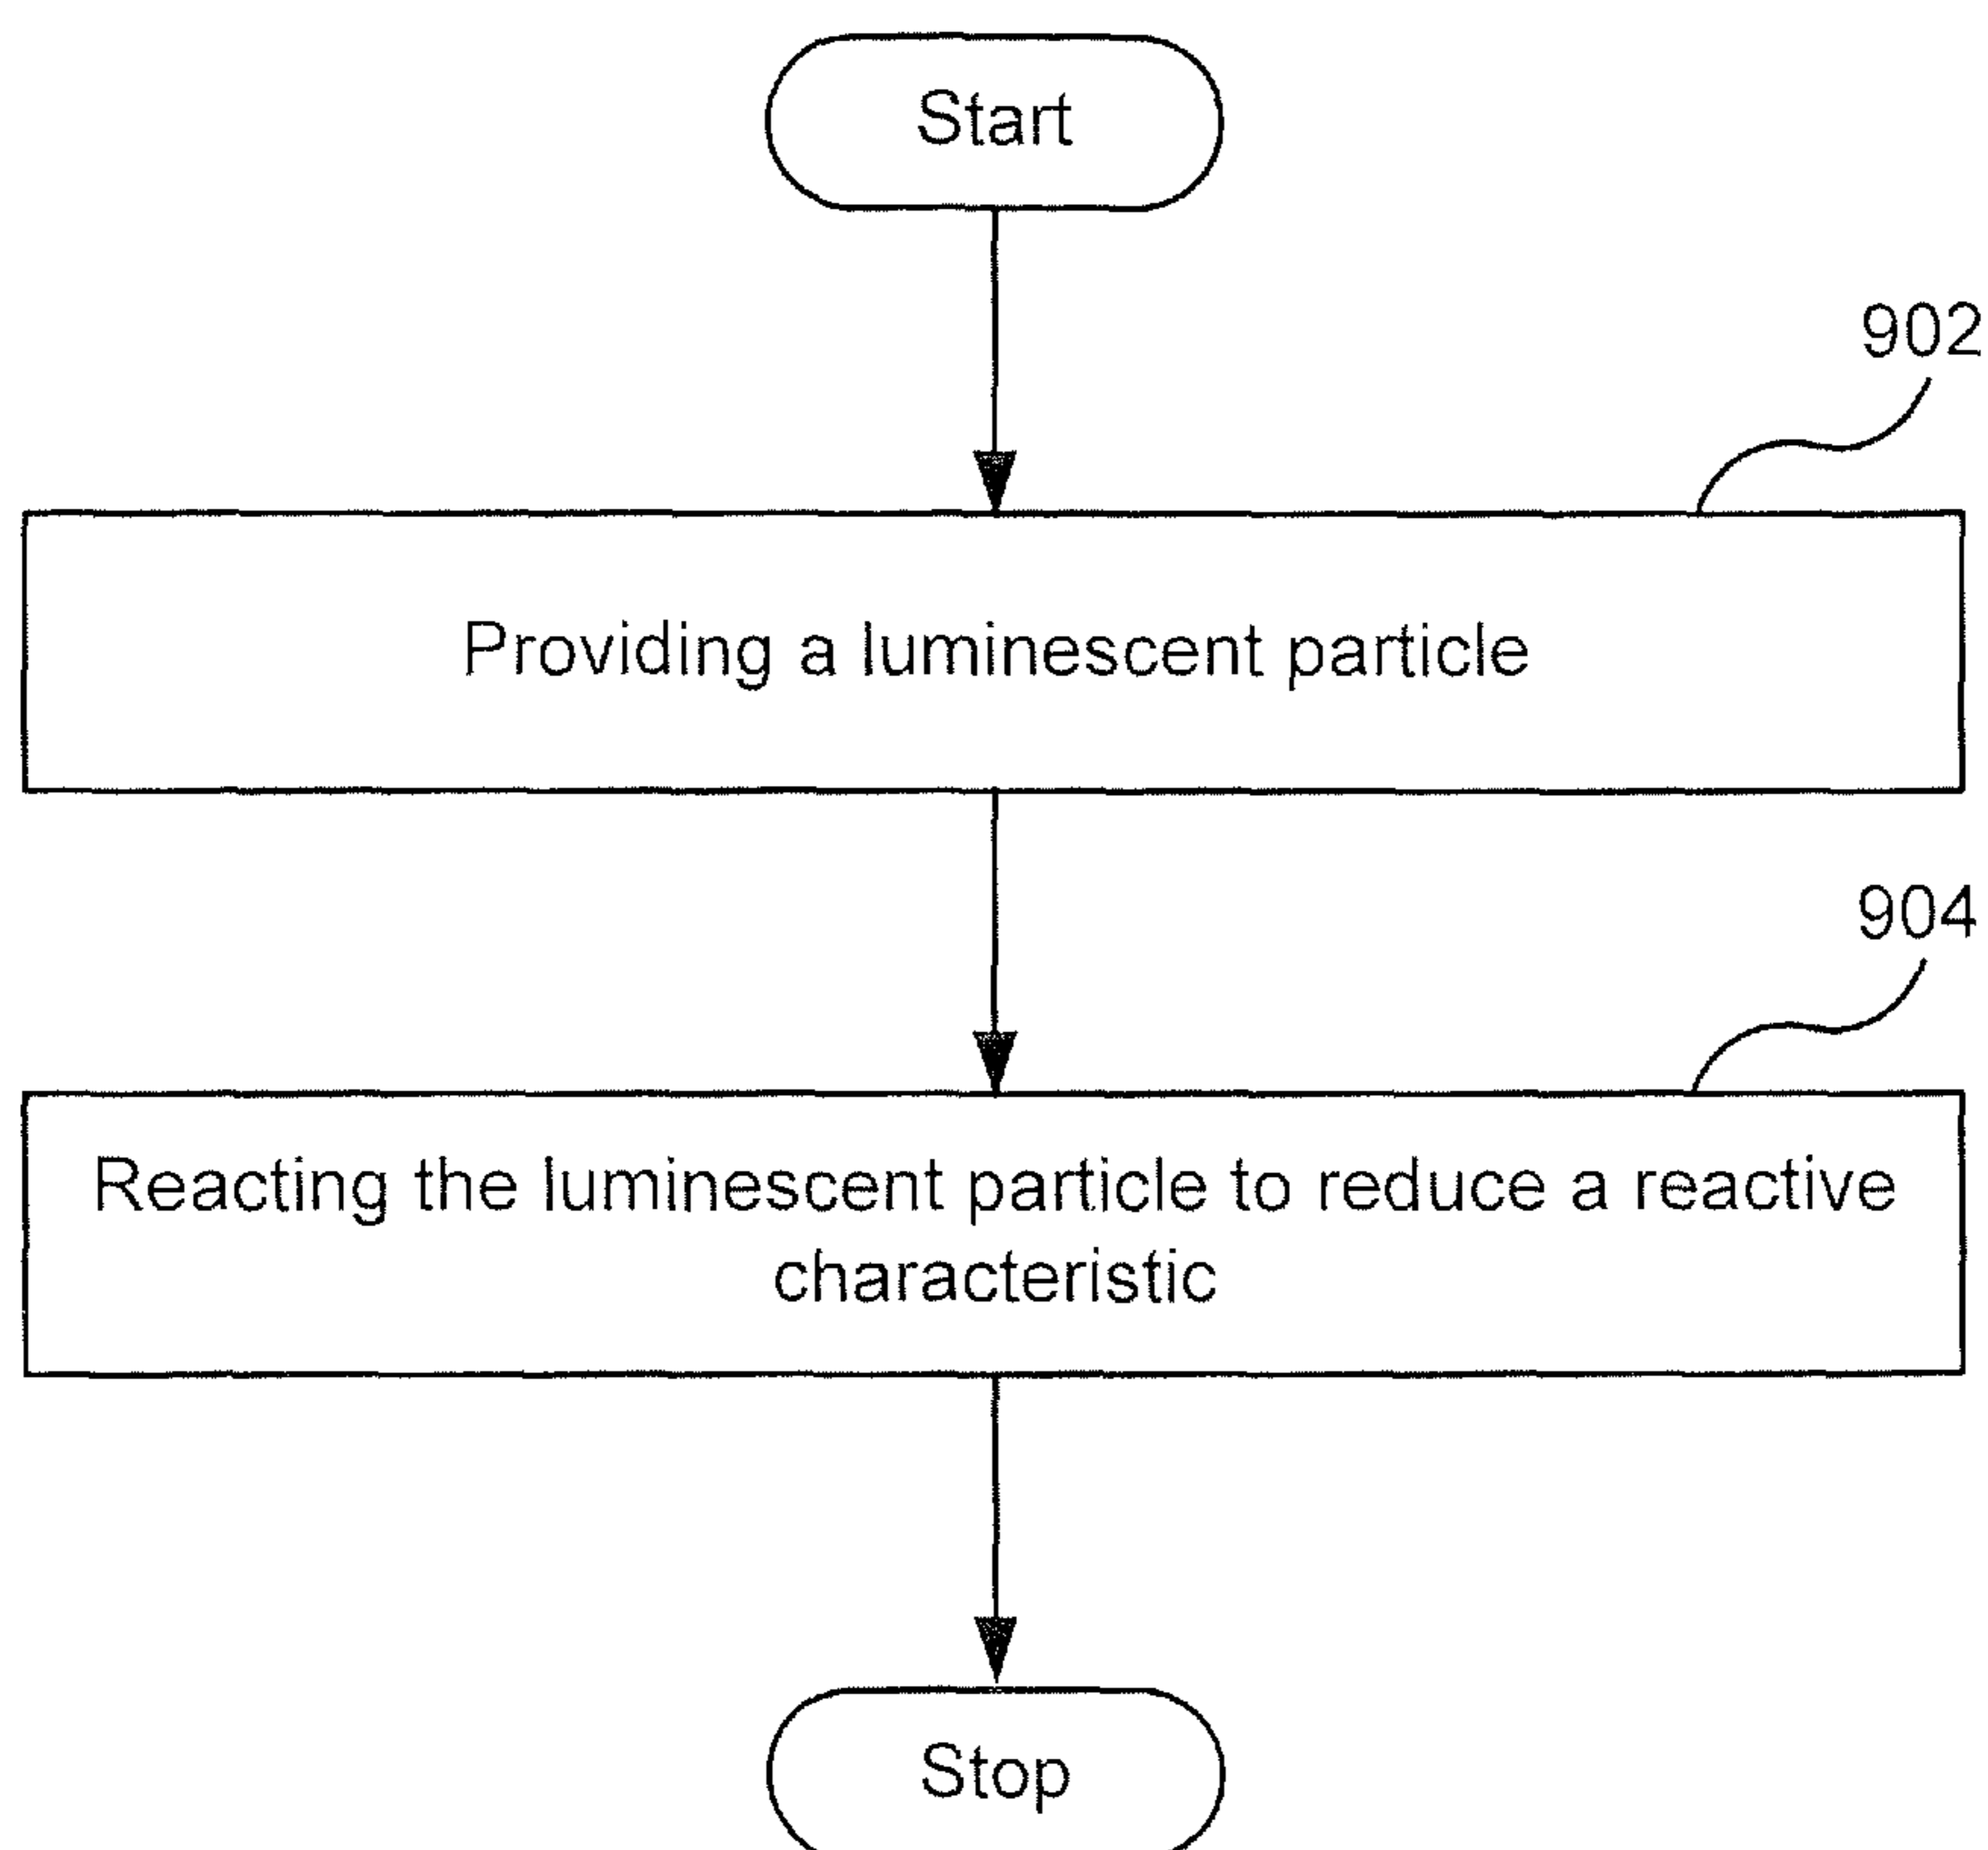 Start
902
Providing a luminescent particle
904
Reacting the luminescent particle to reduce a reactive
characteristic
Stop